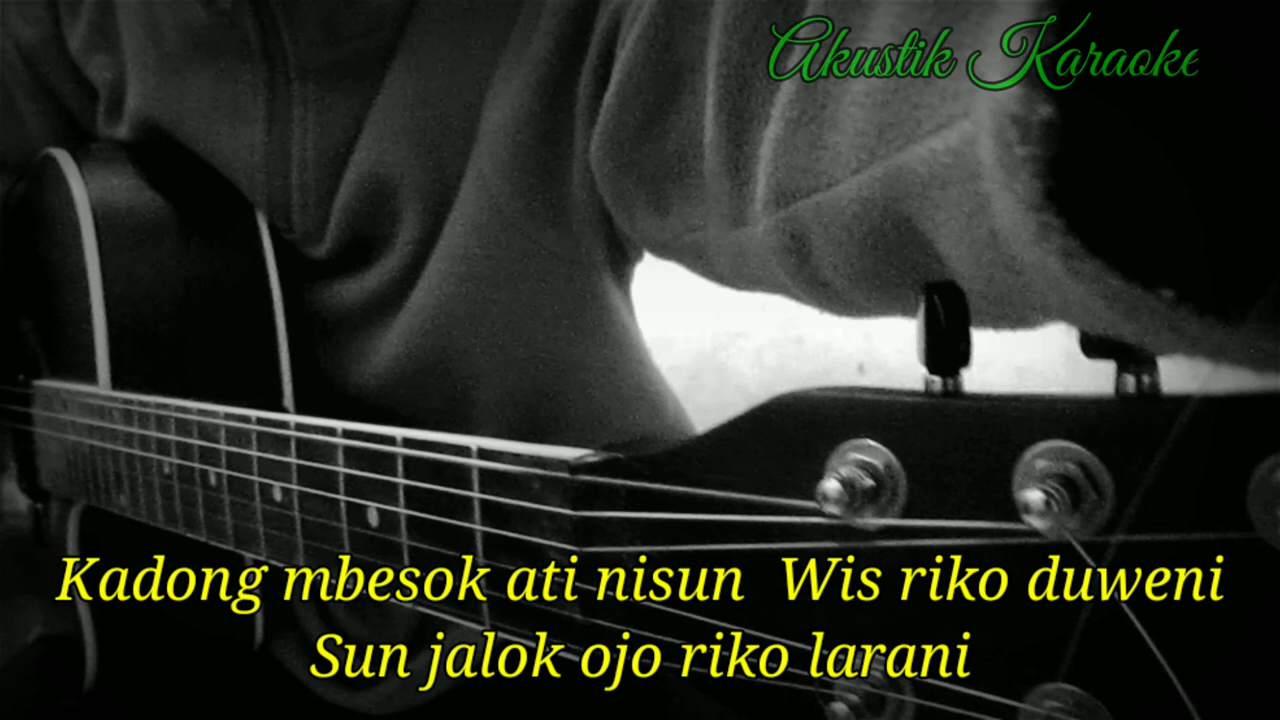 Akustik Karaoke
Kadong mbesok ati nisun Wis riko duweni
Sun jalok ojo riko larani